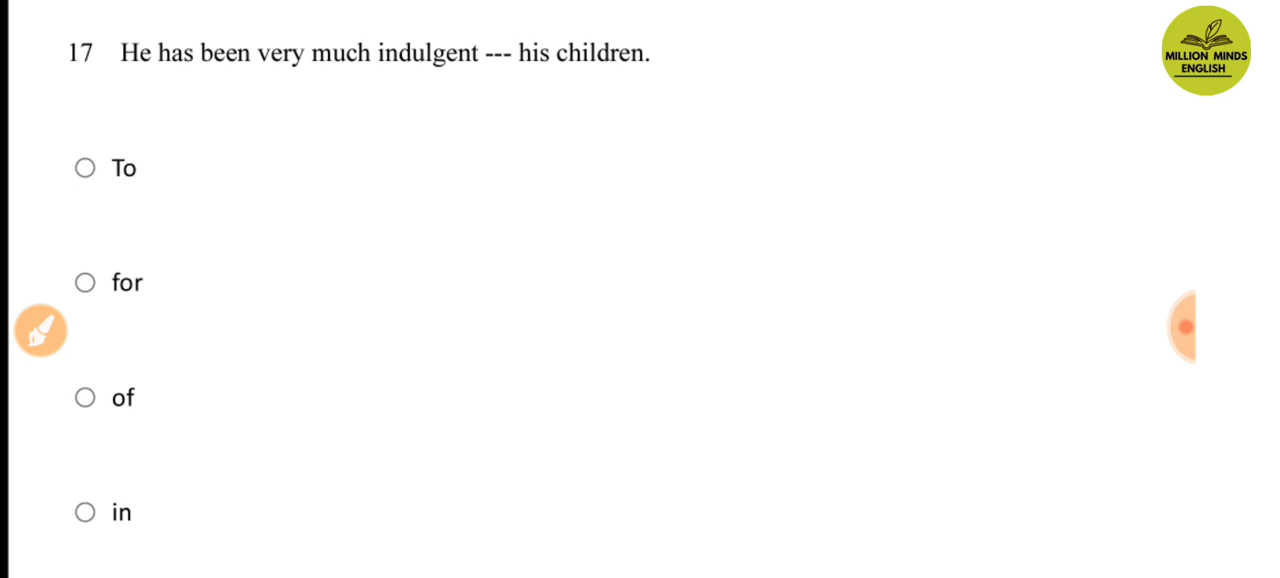 17 He has been very much indulgent --- his children.
MILLION MINDS
ENGLISH
To
for
of
in